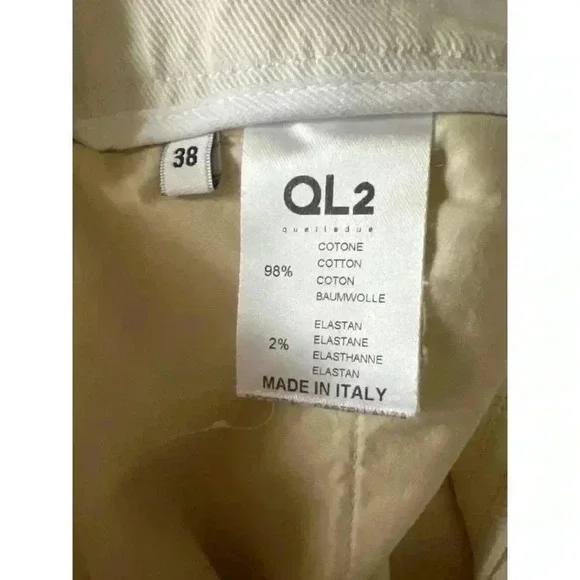 38
QL2
quelledue
98%
COTONE
COTTON
COTON
BAUMWOLLE
2%
ELASTAN
ELASTANE
ELASTHANNE
ELASTAN
MADE IN ITALY